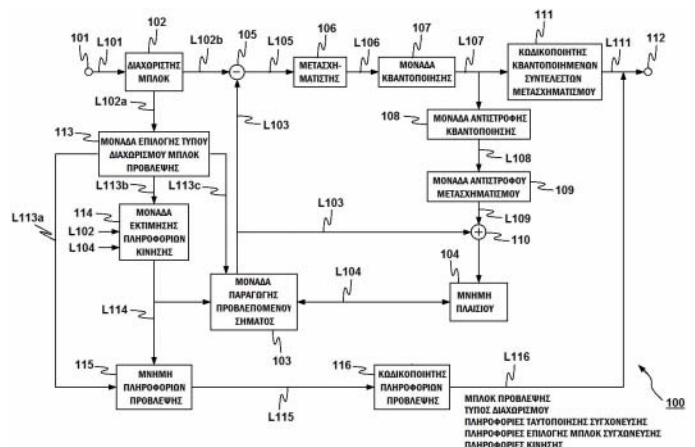 101
L101
102
ΔΙΑΧΩΡΙΣΤΗΣ
ΜΠΛΟΚ
L102b
105
L105
106
ΜΕΤΑΣΧΗ-
ΜΑΤΙΣΤΗΣ
L106
107
ΜΟΝΑΔΑ
ΚΒΑΝΤΟΠΟΙΗΣΗΣ
L107
111
ΚΩΔΙΚΟΠΟΙΗΤΗΣ
ΚΒΑΝΤΟΠΟΙΗΜΕΝΩΝ
ΣΥΝΤΕΛΕΣΤΩΝ
ΜΕΤΑΣΧΗΜΑΤΙΣΜΟΥ
L111
112
L102a
L103
108
ΜΟΝΑΔΑ ΑΝΤΙΣΤΡΟΦΗΣ
ΚΒΑΝΤΟΠΟΙΗΣΗΣ
L108
113
ΜΟΝΑΔΑ ΕΠΙΛΟΓΗΣ ΤΥΠΟΥ
ΔΙΑΧΩΡΙΣΜΟΥ ΜΠΛΟΚ
ΠΡΟΒΛΕΨΗΣ
ΜΟΝΑΔΑ ΑΝΤΙΣΤΡΟΦΟΥ
ΜΕΤΑΣΧΗΜΑΤΙΣΜΟΥ
109
L109
L113a
L113b
L113c
114
L102
L104
ΜΟΝΑΔΑ
ΕΚΤΙΜΗΣΗΣ
ΠΛΗΡΟΦΟΡΙΩΝ
ΚΙΝΗΣΗΣ
L103
110
104
ΜΝΗΜΗ
ΠΛΑΙΣΙΟΥ
L104
ΜΟΝΑΔΑ
ΠΑΡΑΓΩΓΗΣ
ΠΡΟΒΛΕΠΟΜΕΝΟΥ
ΣΗΜΑΤΟΣ
103
L114
115
ΜΝΗΜΗ
ΠΛΗΡΟΦΟΡΙΩΝ
ΠΡΟΒΛΕΨΗΣ
L115
116
ΚΩΔΙΚΟΠΟΙΗΤΗΣ
ΠΛΗΡΟΦΟΡΙΩΝ
ΠΡΟΒΛΕΨΗΣ
L116
100
ΜΠΛΟΚ ΠΡΟΒΛΕΨΗΣ
ΤΥΠΟΣ ΔΙΑΧΩΡΙΣΜΟΥ
ΠΛΗΡΟΦΟΡΙΕΣ ΤΑΥΤΟΠΟΙΗΣΗΣ ΣΥΓΧΩΝΕΥΣΗΣ
ΠΛΗΡΟΦΟΡΙΕΣ ΕΠΙΛΟΓΗΣ ΜΠΛΟΚ ΣΥΓΧΩΝΕΥΣΗΣ
ΠΛΗΡΟΦΟΡΙΕΣ ΚΙΝΗΣΗΣ